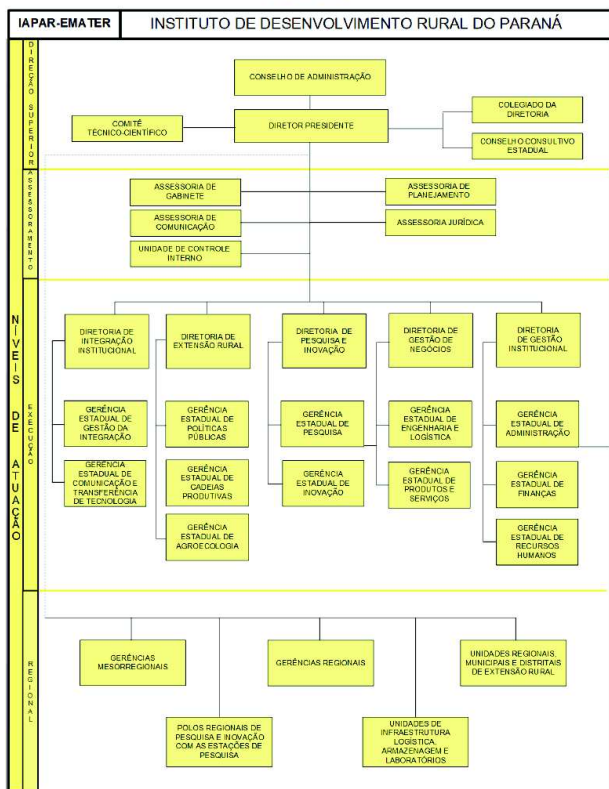 IAPAR-EMATER
INSTITUTO DE DESENVOLVIMENTO RURAL DO PARANÁ
NÍVEIS DE ATUAÇÃO
DIREÇÃO SUPERIOR
CONSELHO DE ADMINISTRAÇÃO
COMITÊ
TÉCNICO-CIENTÍFICO
DIRETOR PRESIDENTE
COLEGIADO DA
DIRETORIA
CONSELHO CONSULTIVO
ESTADUAL
ASSESSORAMENTO
ASSESSORIA DE
GABINETE
ASSESSORIA DE
PLANEJAMENTO
ASSESSORIA DE
COMUNICAÇÃO
ASSESSORIA JURÍDICA
UNIDADE DE CONTROLE
INTERNO
EXECUÇÃO
DIRETORIA DE
INTEGRAÇÃO
INSTITUCIONAL
DIRETORIA DE
EXTENSÃO RURAL
DIRETORIA DE
PESQUISA E
INOVAÇÃO
DIRETORIA DE
GESTÃO DE
NEGÓCIOS
DIRETORIA
DE GESTÃO
INSTITUCIONAL
GERÊNCIA
ESTADUAL DE
GESTÃO DA
INTEGRAÇÃO
GERÊNCIA
ESTADUAL DE
POLÍTICAS
PÚBLICAS
GERÊNCIA
ESTADUAL DE
PESQUISA
GERÊNCIA
ESTADUAL DE
ENGENHARIA E
LOGÍSTICA
GERÊNCIA
ESTADUAL DE
ADMINISTRAÇÃO
GERÊNCIA
ESTADUAL DE
COMUNICAÇÃO E
TRANSFERÊNCIA
DE TECNOLOGIA
GERÊNCIA
ESTADUAL DE
CADEIAS
PRODUTIVAS
GERÊNCIA
ESTADUAL DE
INOVAÇÃO
GERÊNCIA
ESTADUAL DE
PRODUTOS E
SERVIÇOS
GERÊNCIA
ESTADUAL DE
FINANÇAS
GERÊNCIA
ESTADUAL DE
AGROECOLOGIA
GERÊNCIA
ESTADUAL DE
RECURSOS
HUMANOS
REGIONAL
GERÊNCIAS
MESORREGIONAIS
GERÊNCIAS REGIONAIS
UNIDADES REGIONAIS,
MUNICIPAIS E DISTRITAIS
DE EXTENSÃO RURAL
POLOS REGIONAIS DE
PESQUISA E INOVAÇÃO
COM AS ESTAÇÕES DE
PESQUISA
UNIDADES DE
INFRAESTRUTURA
LOGÍSTICA,
ARMAZENAGEM E
LABORATÓRIOS